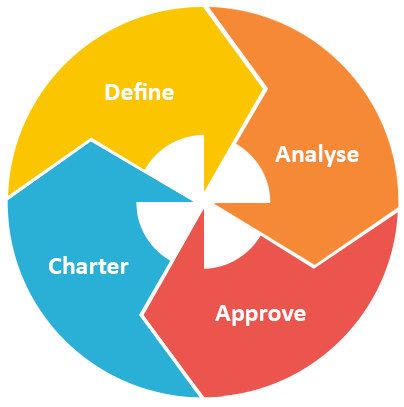 Define
Analyse
Approve
Charter